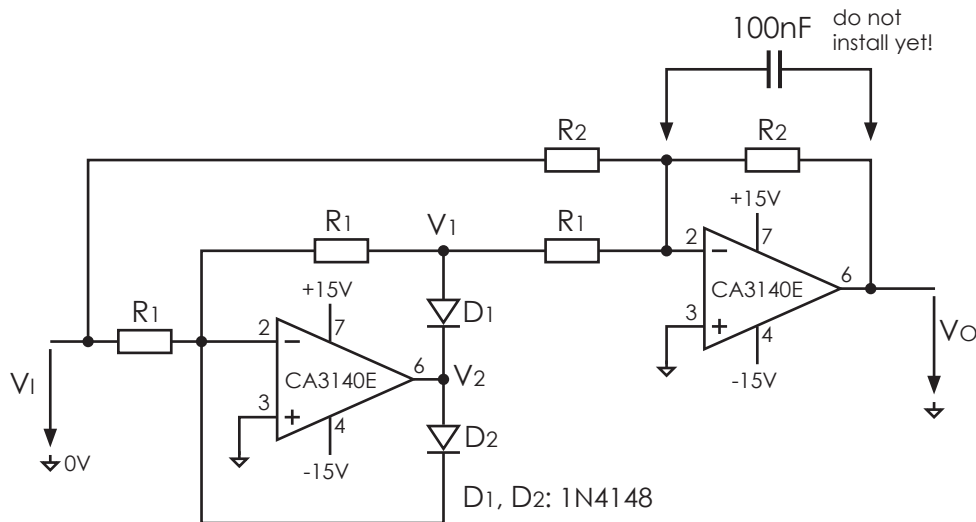 100nF
do not
install yet!
R2
R2
+15V
R1
V1
R1
2
7
6
CA3140E
+15V
R1
3
4
2
7
D1
6
VO
VI
CA3140E
V2
-15V
3
4
D2
0V
-15V
D1, D2: 1N4148